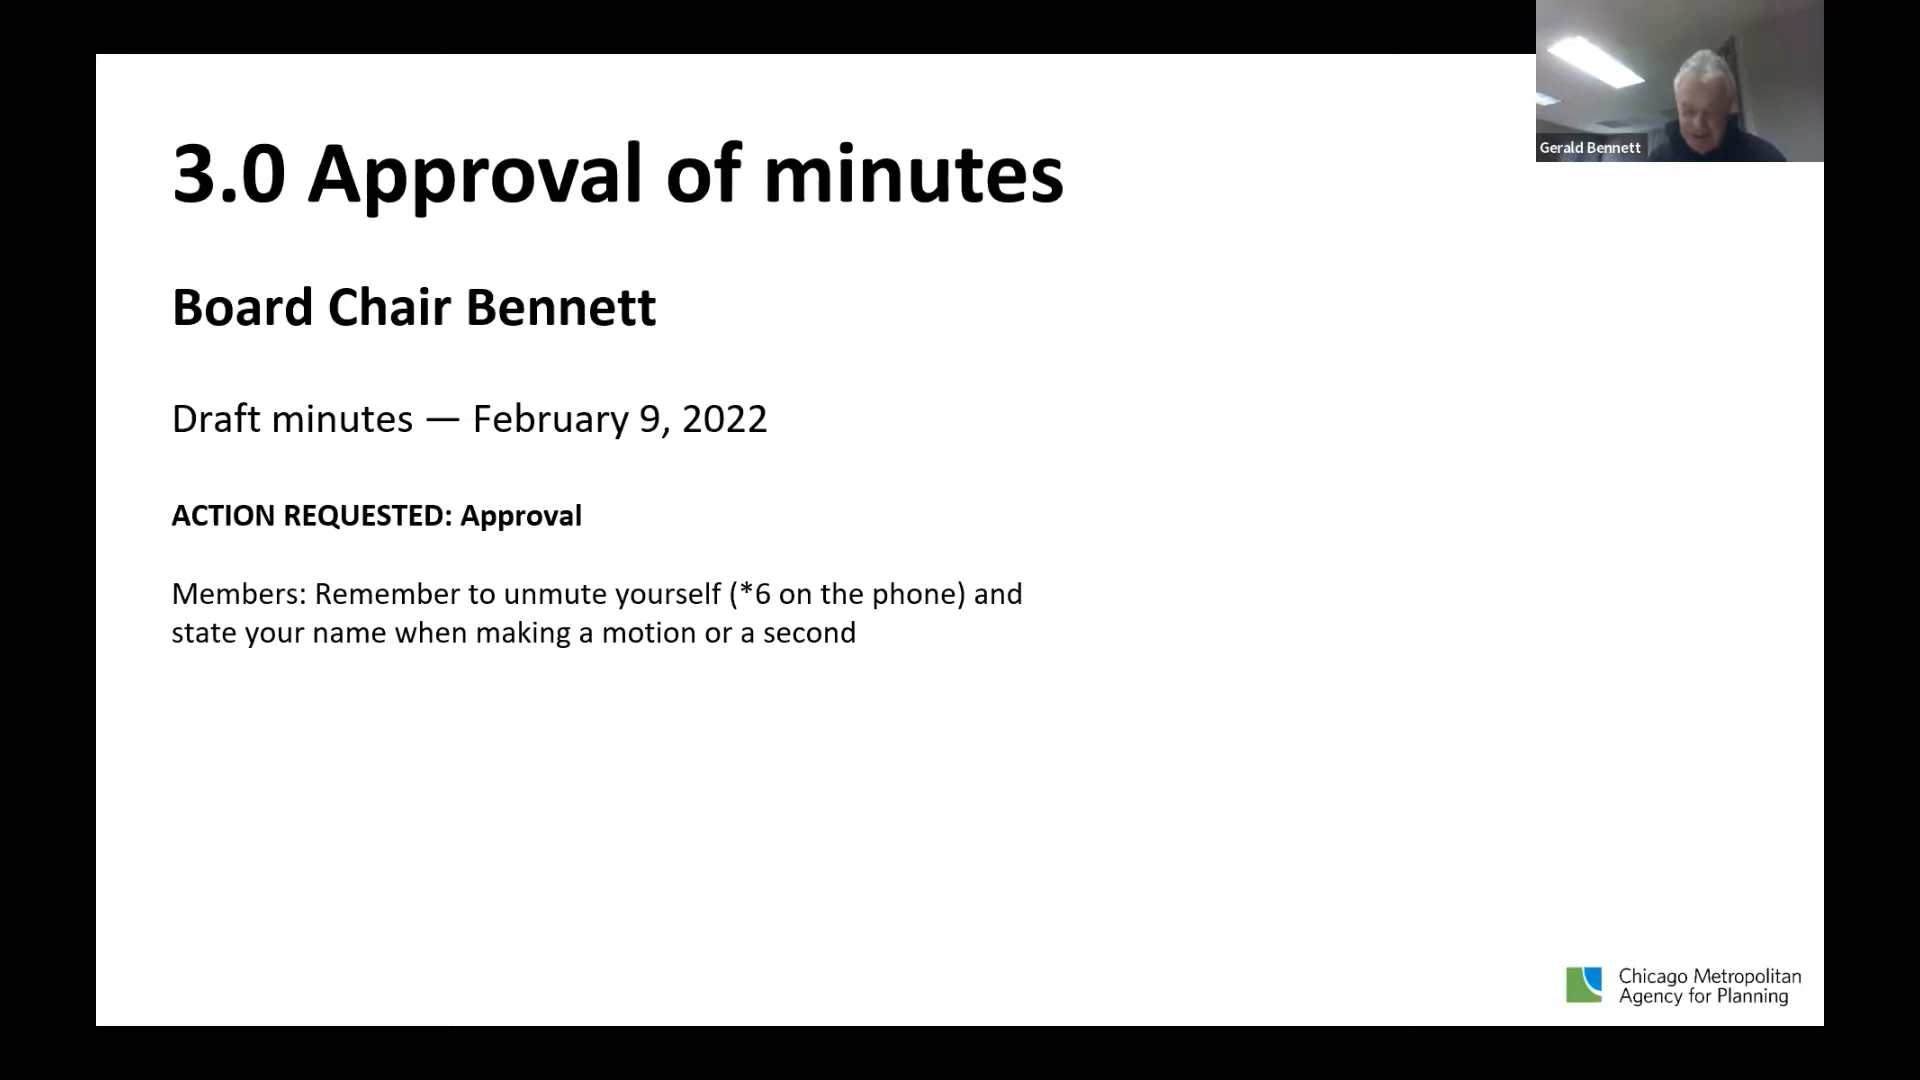 3.0 Approval of minutes
Board Chair Bennett
Draft minutes — February 9, 2022
ACTION REQUESTED: Approval
Members: Remember to unmute yourself (*6 on the phone) and
state your name when making a motion or a second
Gerald Bennett
Chicago Metropolitan
Agency for Planning